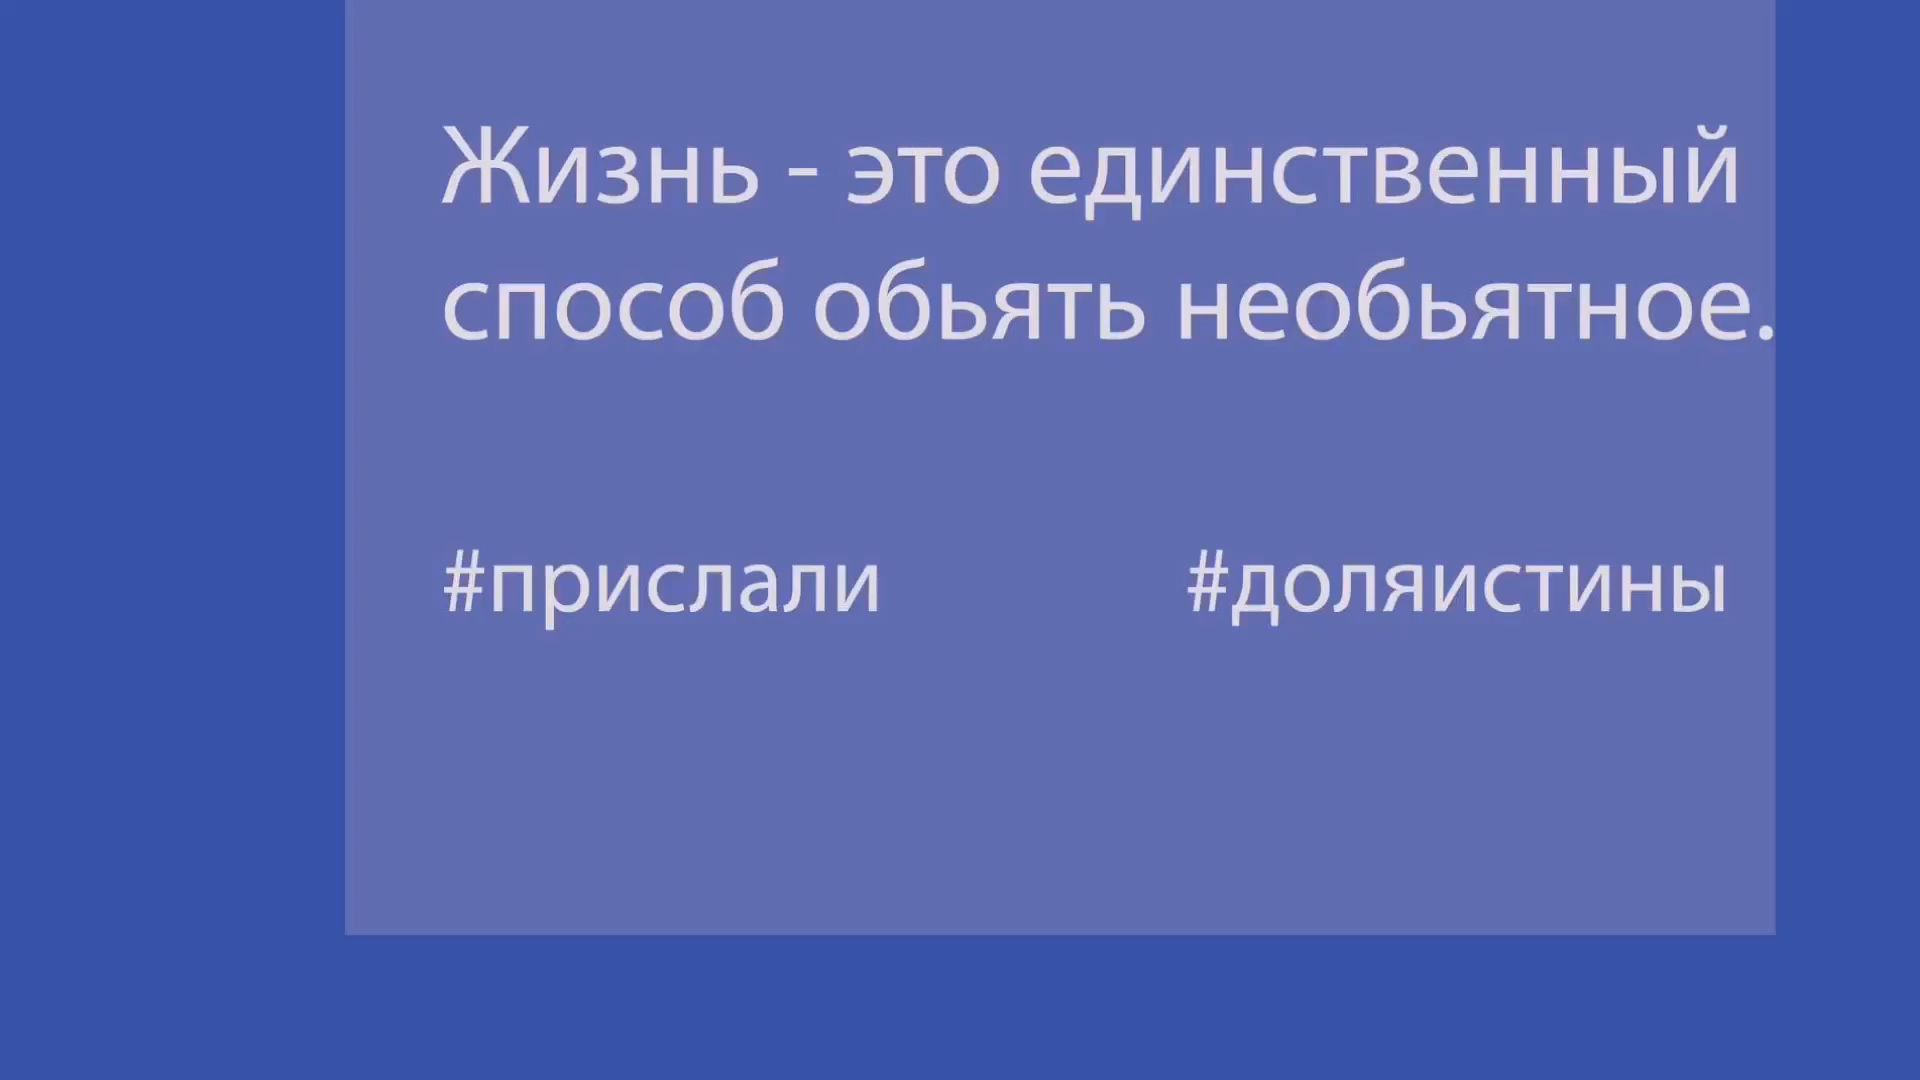 Жизнь - это единственный
способ обьять необьятное.
#прислали #доляистины